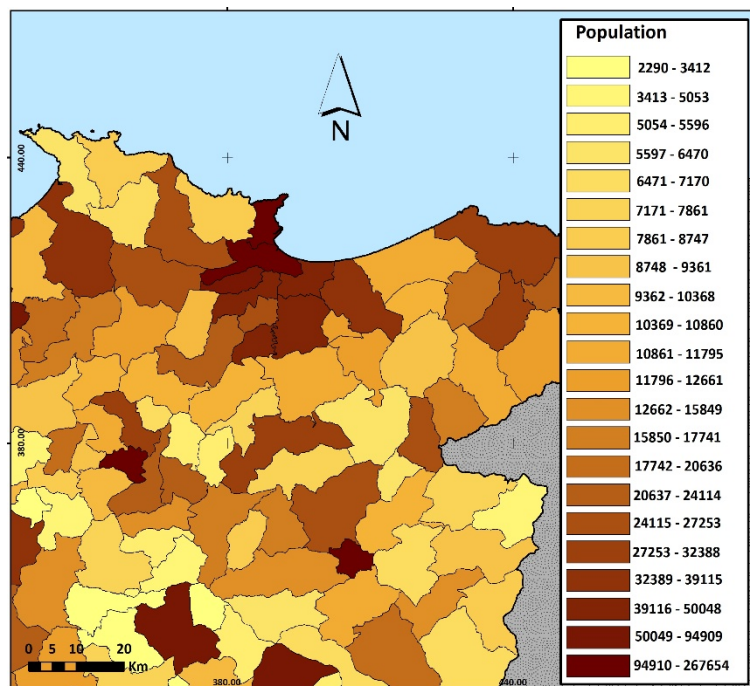 Population
2290 - 3412
3413 - 5053
5054 - 5596
5597 - 6470
6471 - 7170
7171 - 7861
7861 - 8747
8748 - 9361
9362 - 10368
10369 - 10860
10861 - 11795
11796 - 12661
12662 - 15849
15850 - 17741
17742 - 20636
20637 - 24114
24115 - 27253
27253 - 32388
32389 - 39115
39116 - 50048
50049 - 94909
94910 - 267654
N
440.00
380.00
0 5 10 20
Km
380.00
440.00